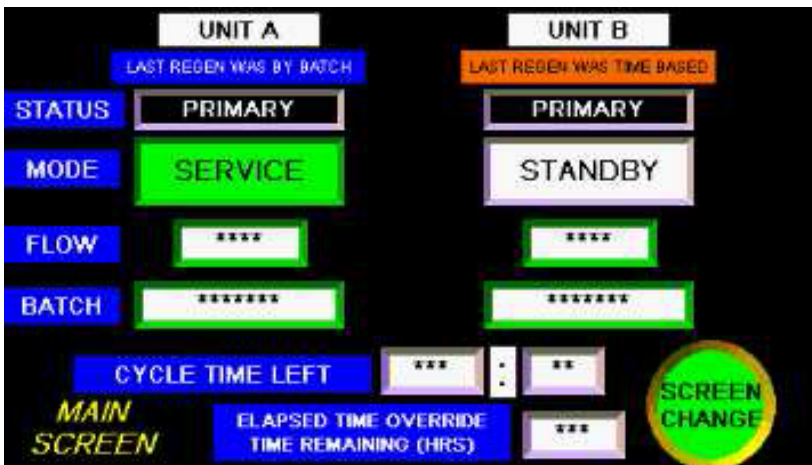 UNIT A UNIT B
LAST REGEN WAS BY BATCH LAST REGEN WAS TIME BASED
STATUS PRIMARY PRIMARY
MODE SERVICE STANDBY
FLOW **** ****
BATCH ******* *******
CYCLE TIME LEFT *** : **
SCREEN
CHANGE
MAIN
SCREEN
ELAPSED TIME OVERRIDE
TIME REMAINING (HRS) ***